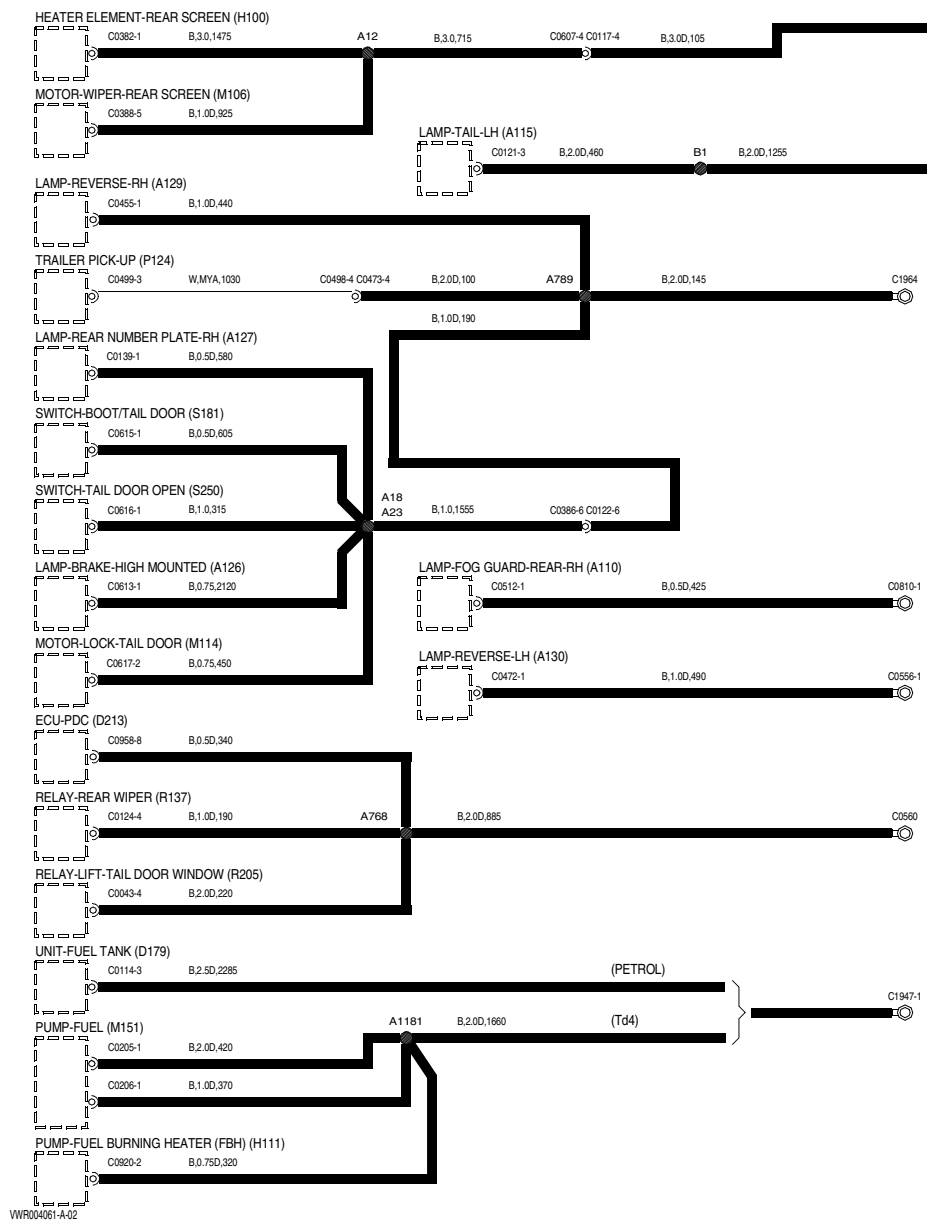 HEATER ELEMENT-REAR SCREEN (H100)
C0382-1 B,3.0,1475 A12 B,3.0,715 C0607-4 C0117-4 B,3.0D,105
MOTOR-WIPER-REAR SCREEN (M106)
C0388-5 B,1.0D,925
LAMP-TAIL-LH (A115)
C0121-3 B,2.0D,460 B1 B,2.0D,1255
LAMP-REVERSE-RH (A129)
C0455-1 B,1.0D,440
TRAILER PICK-UP (P124)
C0499-3 W,MYA,1030 C0498-4 C0473-4 B,2.0D,100 A789 B,2.0D,145 C1964
B,1.0D,190
LAMP-REAR NUMBER PLATE-RH (A127)
C0139-1 B,0.5D,580
SWITCH-BOOT/TAIL DOOR (S181)
C0615-1 B,0.5D,605
SWITCH-TAIL DOOR OPEN (S250)
A18
C0616-1 B,1.0,315 A23 B,1.0,1555 C0386-6 C0122-6
LAMP-BRAKE-HIGH MOUNTED (A126) LAMP-FOG GUARD-REAR-RH (A110)
C0613-1 B,0.75,2120 C0512-1 B,0.5D,425 C0810-1
MOTOR-LOCK-TAIL DOOR (M114)
C0617-2 B,0.75,450
LAMP-REVERSE-LH (A130)
C0472-1 B,1.0D,490 C0556-1
ECU-PDC (D213)
C0958-8 B,0.5D,340
RELAY-REAR WIPER (R137)
C0124-4 B,1.0D,190 A768 B,2.0D,885 C0560
RELAY-LIFT-TAIL DOOR WINDOW (R205)
C0043-4 B,2.0D,220
UNIT-FUEL TANK (D179)
C0114-3 B,2.5D,2285 (PETROL)
C1947-1
PUMP-FUEL (M151)
A1181 B,2.0D,1660 (Td4)
C0205-1 B,2.0D,420
C0206-1 B,1.0D,370
PUMP-FUEL BURNING HEATER (FBH) (H111)
C0920-2 B,0.75D,320
VWR004061-A-02